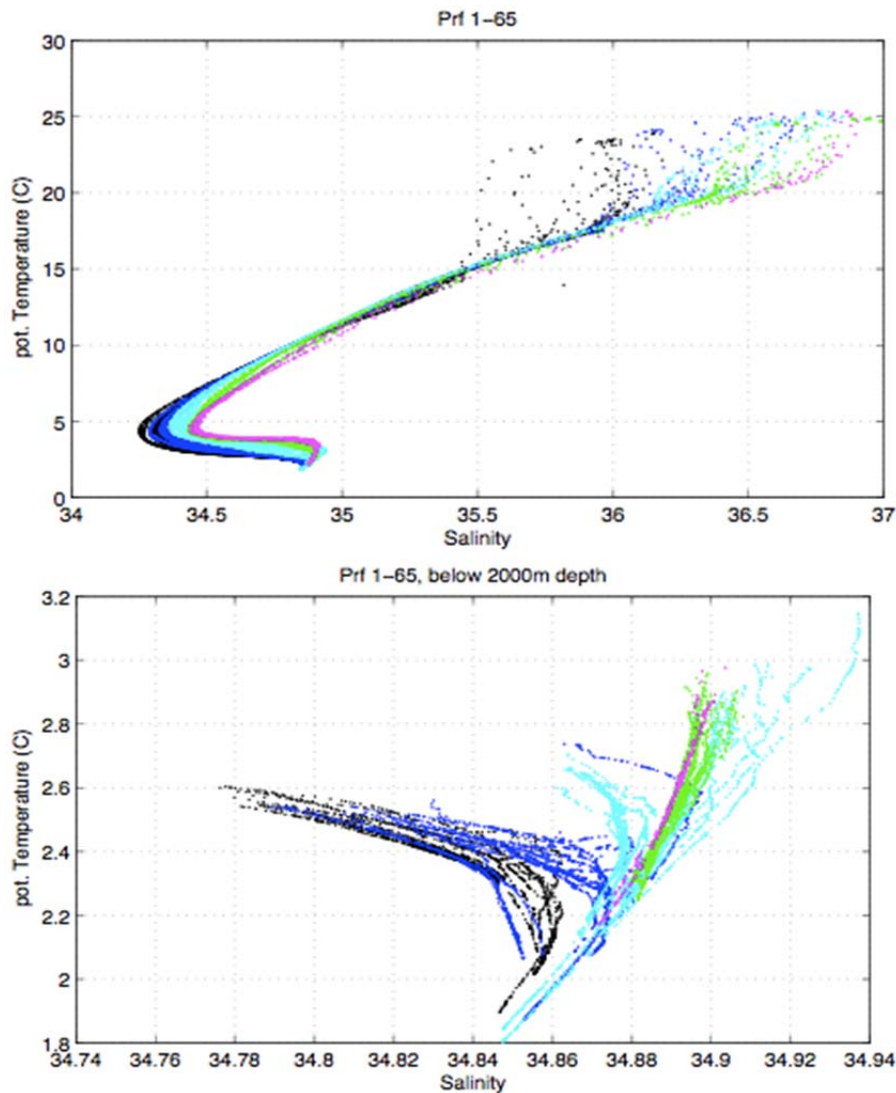 Prf 1-65
30
25
20
15
10
5
0
pot. Temperature (C)
34 34.5 35 35.5 36 36.5 37
Salinity
Prf 1-65, below 2000m depth
3.2
3
2.8
2.6
2.4
2.2
2
1.8
pot. Temperature (C)
34.74 34.76 34.78 34.8 34.82 34.84 34.86 34.88 34.9 34.92 34.94
Salinity